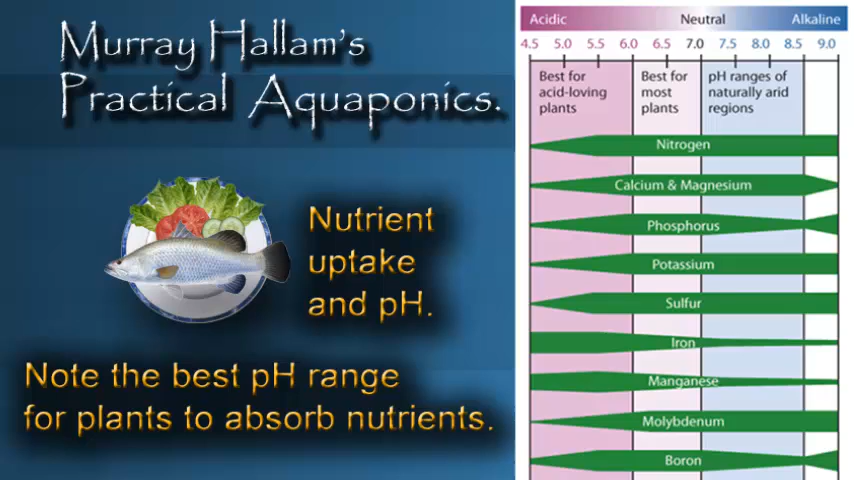 Murray Hallam's
Practical Aquaponics.
Nutrient
uptake
and pH.
Note the best pH range
for plants to absorb nutrients.
Acidic Neutral Alkaline
4.5 5.0 5.5 6.0 6.5 7.0 7.5 8.0 8.5 9.0
Best for
acid-loving
plants
Best for
most
plants
pH ranges of
naturally arid
regions
Nitrogen
Calcium & Magnesium
Phosphorus
Potassium
Sulfur
Iron
Manganese
Molybdenum
Boron